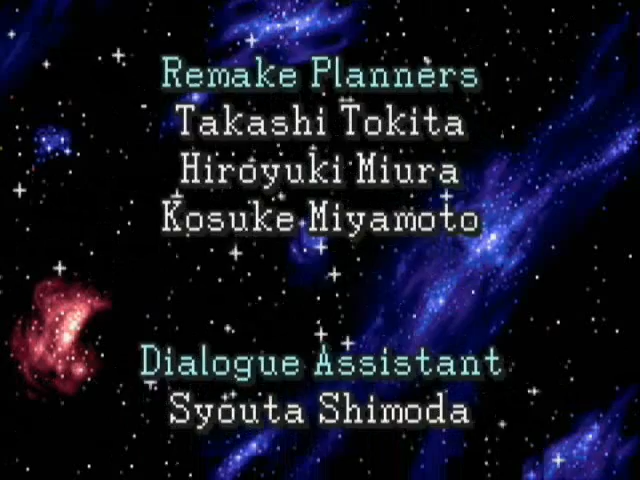 Remake Planners
Takashi Tokita
Hiroyuki Miura
Kosuke Miyamoto
Dialogue Assistant
Syouta Shimoda